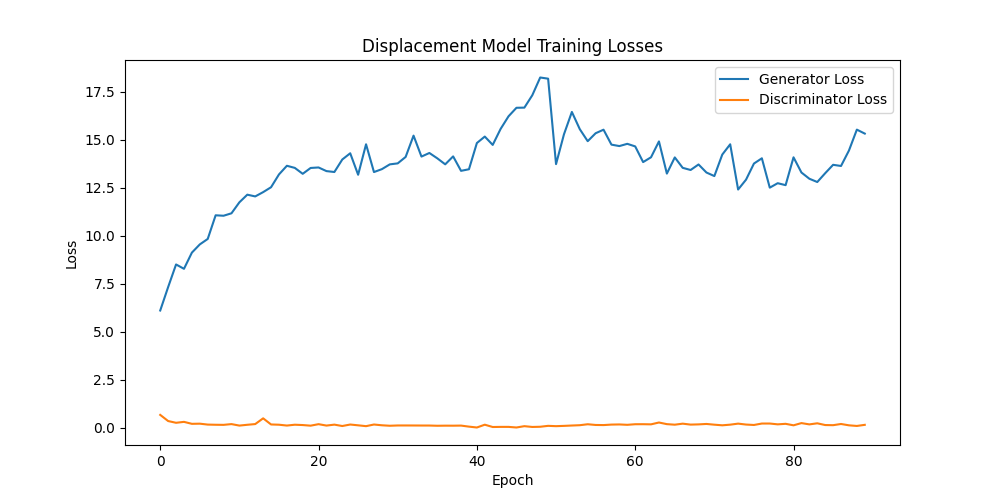 Displacement Model Training Losses
Generator Loss
Discriminator Loss
17.5
15.0
12.5
10.0
7.5
5.0
2.5
0.0
Loss
0 20 40 60 80
Epoch